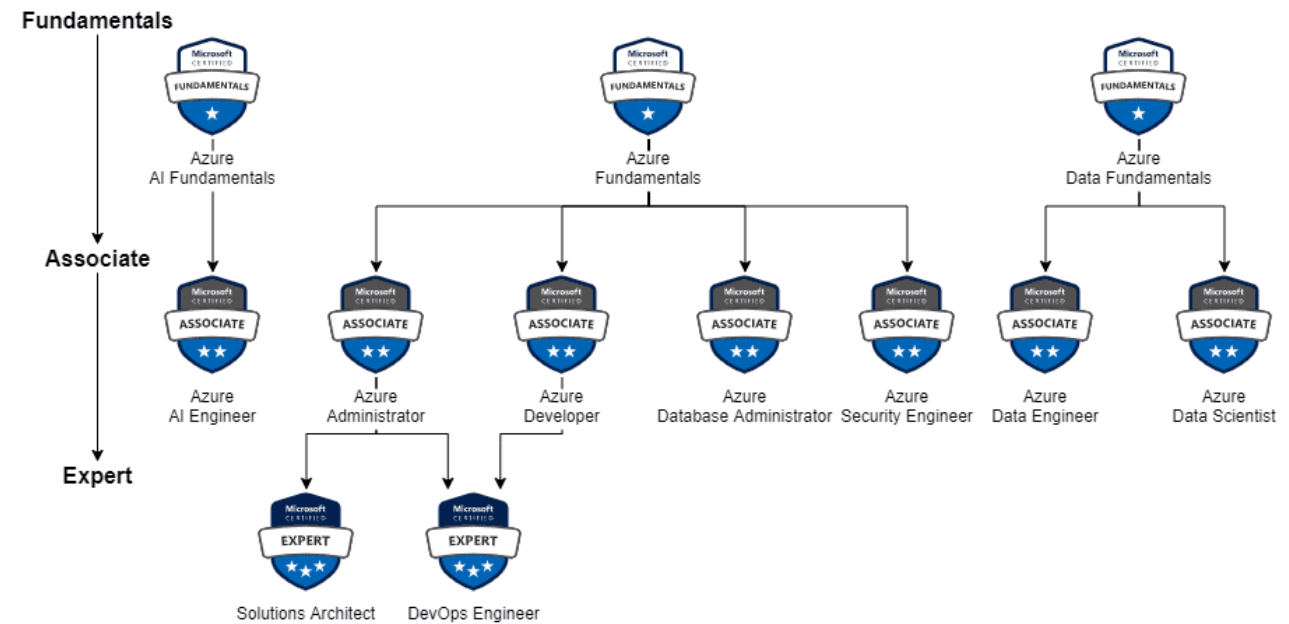 Fundamentals
Microsoft
CERTIFIED
FUNDAMENTALS
Azure
AI Fundamentals
Microsoft
CERTIFIED
FUNDAMENTALS
Azure
Fundamentals
Microsoft
CERTIFIED
FUNDAMENTALS
Azure
Data Fundamentals
Associate
Microsoft
CERTIFIED
ASSOCIATE
Azure
AI Engineer
Microsoft
CERTIFIED
ASSOCIATE
Azure
Administrator
Microsoft
CERTIFIED
ASSOCIATE
Azure
Developer
Microsoft
CERTIFIED
ASSOCIATE
Azure
Database Administrator
Microsoft
CERTIFIED
ASSOCIATE
Azure
Security Engineer
Microsoft
CERTIFIED
ASSOCIATE
Azure
Data Engineer
Microsoft
CERTIFIED
ASSOCIATE
Azure
Data Scientist
Expert
Microsoft
CERTIFIED
EXPERT
Solutions Architect
Microsoft
CERTIFIED
EXPERT
DevOps Engineer